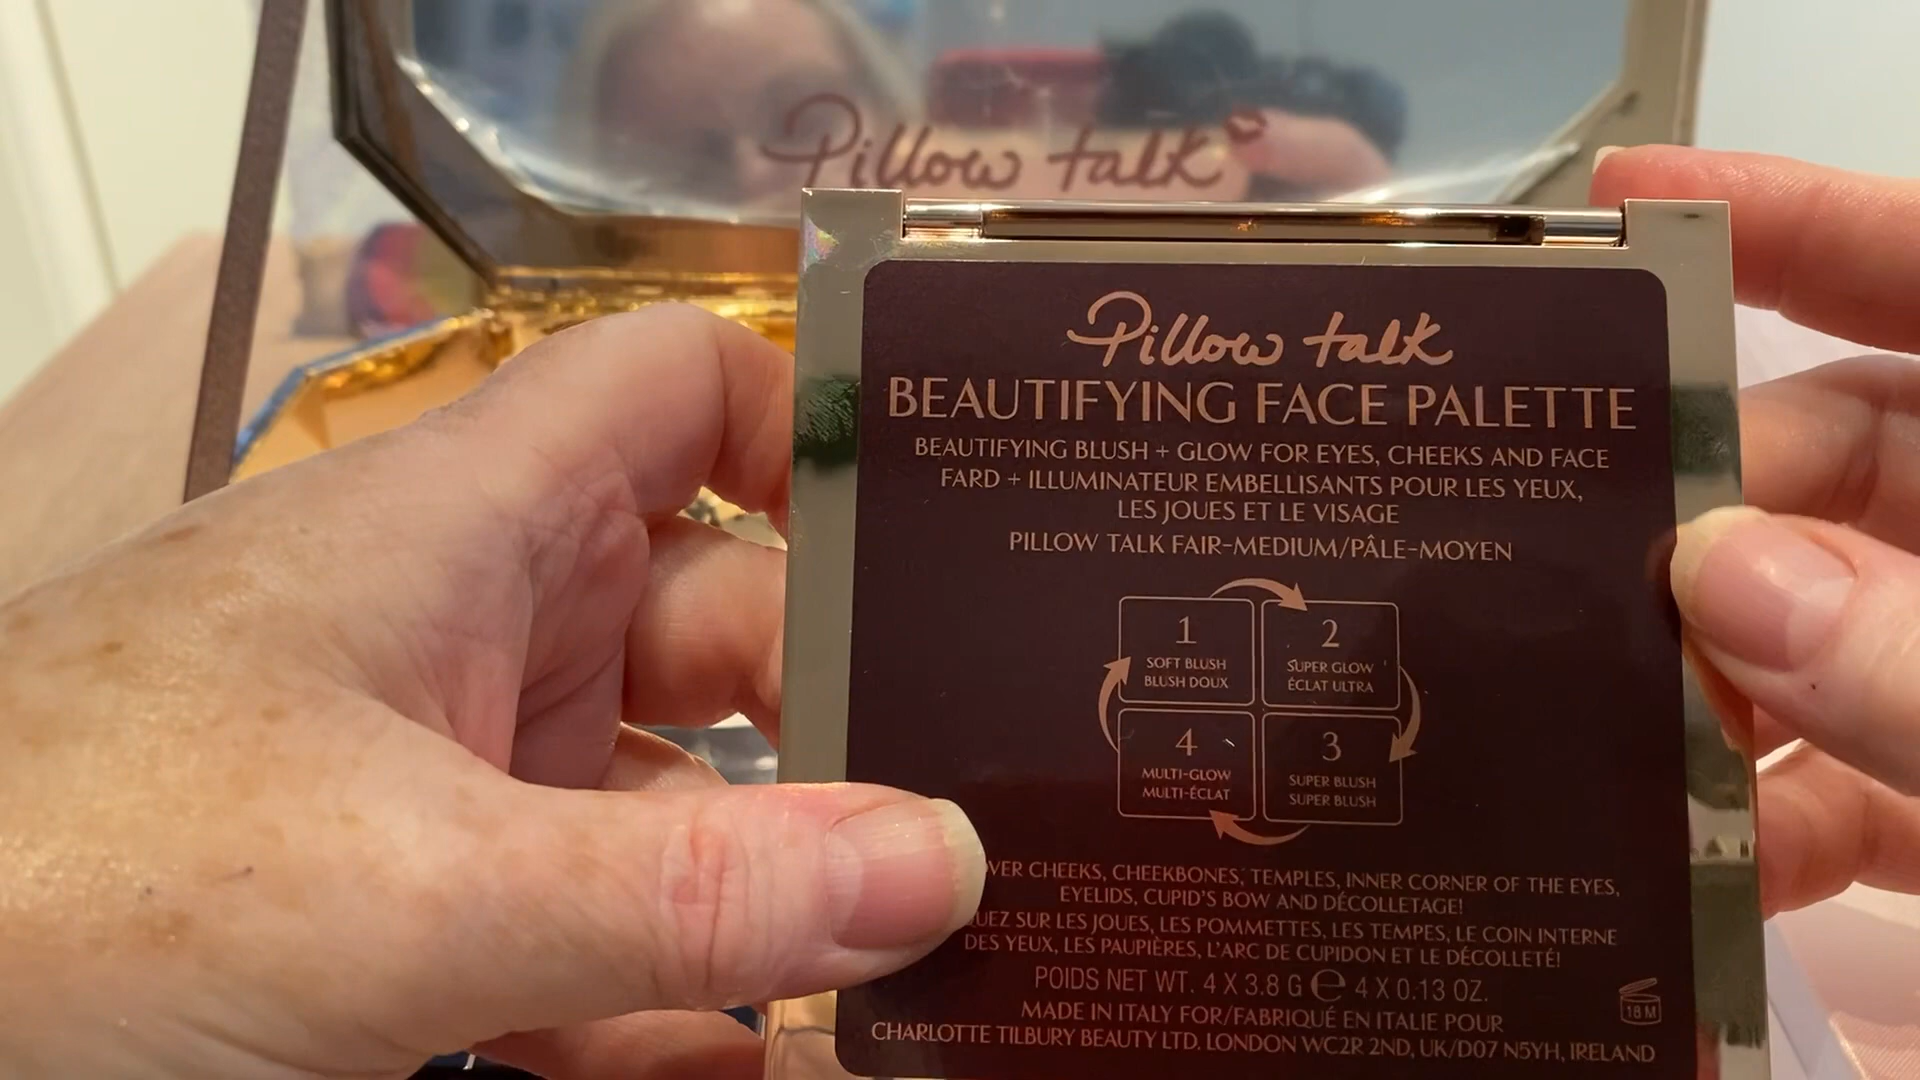 Pillow talk
Pillow talk
BEAUTIFYING FACE PALETTE
BEAUTIFYING BLUSH + GLOW FOR EYES, CHEEKS AND FACE
FARD + ILLUMINATEUR EMBELLISANTS POUR LES YEUX,
LES JOUES ET LE VISAGE
PILLOW TALK FAIR-MEDIUM/PÂLE-MOYEN
1
SOFT BLUSH
BLUSH DOUX
2
SUPER GLOW
ÉCLAT ULTRA
4
MULTI-GLOW
MULTI-ÉCLAT
3
SUPER BLUSH
SUPER BLUSH
CHEEKS, CHEEKBONES, TEMPLES, INNER CORNER OF THE EYES,
EYELIDS, CUPID'S BOW AND DÉCOLLETAGE!
SUR LES JOUES, LES POMMETTES, LES TEMPES, LE COIN INTERNE
DES YEUX, LES PAUPIÈRES, L'ARC DE CUPIDON ET LE DÉCOLLETÉ!
POIDS NET WT. 4 X 3.8 G ℮ 4 X 0.13 OZ.
18 M
MADE IN ITALY FOR/FABRIQUÉ EN ITALIE POUR
CHARLOTTE TILBURY BEAUTY LTD. LONDON WC2R 2ND, UK/D07 N5YH, IRELAND